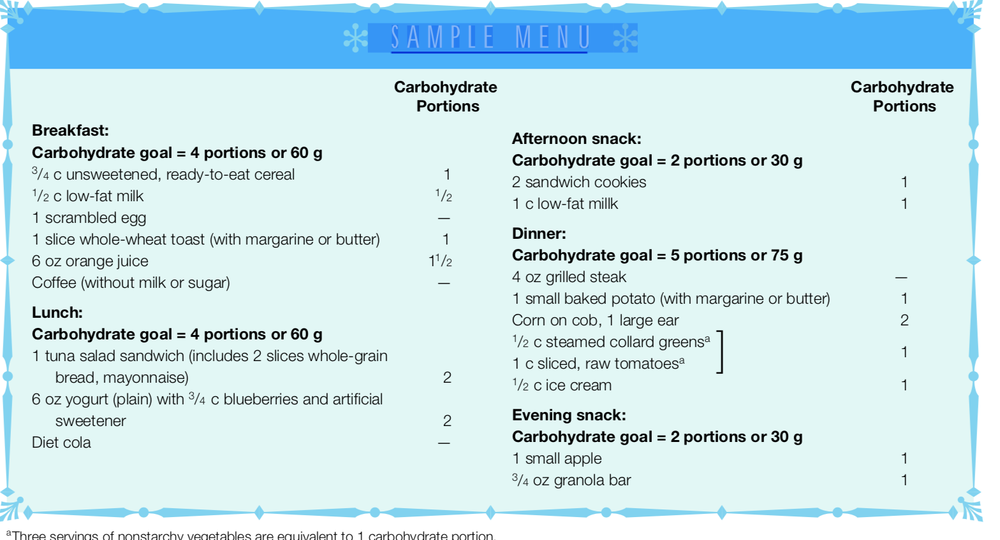 SAMPLE MENU
Carbohydrate
Portions
Breakfast:
Carbohydrate goal = 4 portions or 60 g
3/4 c unsweetened, ready-to-eat cereal 1
1/2 c low-fat milk 1/2
1 scrambled egg —
1 slice whole-wheat toast (with margarine or butter) 1
6 oz orange juice 11/2
Coffee (without milk or sugar) —
Lunch:
Carbohydrate goal = 4 portions or 60 g
1 tuna salad sandwich (includes 2 slices whole-grain
bread, mayonnaise) 2
6 oz yogurt (plain) with 3/4 c blueberries and artificial
sweetener 2
Diet cola —
Carbohydrate
Portions
Afternoon snack:
Carbohydrate goal = 2 portions or 30 g
2 sandwich cookies 1
1 c low-fat millk 1
Dinner:
Carbohydrate goal = 5 portions or 75 g
4 oz grilled steak —
1 small baked potato (with margarine or butter) 1
Corn on cob, 1 large ear 2
1/2 c steamed collard greensᵃ
1 c sliced, raw tomatoesᵃ
1
1/2 c ice cream 1
Evening snack:
Carbohydrate goal = 2 portions or 30 g
1 small apple 1
3/4 oz granola bar 1
ᵃThree servings of nonstarchy vegetables are equivalent to 1 carbohydrate portion.